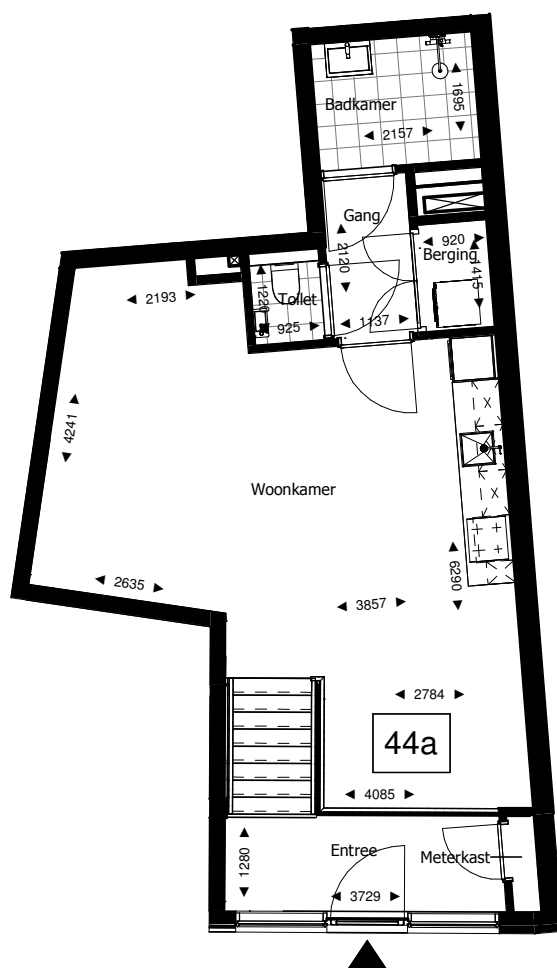 Badkamer
1695
2157
Gang
920
Berging
2120
1415
2193
1220
Toilet
925
1137
4241
Woonkamer
2635
6290
3857
2784
44a
4085
Entree
Meterkast
1280
3729